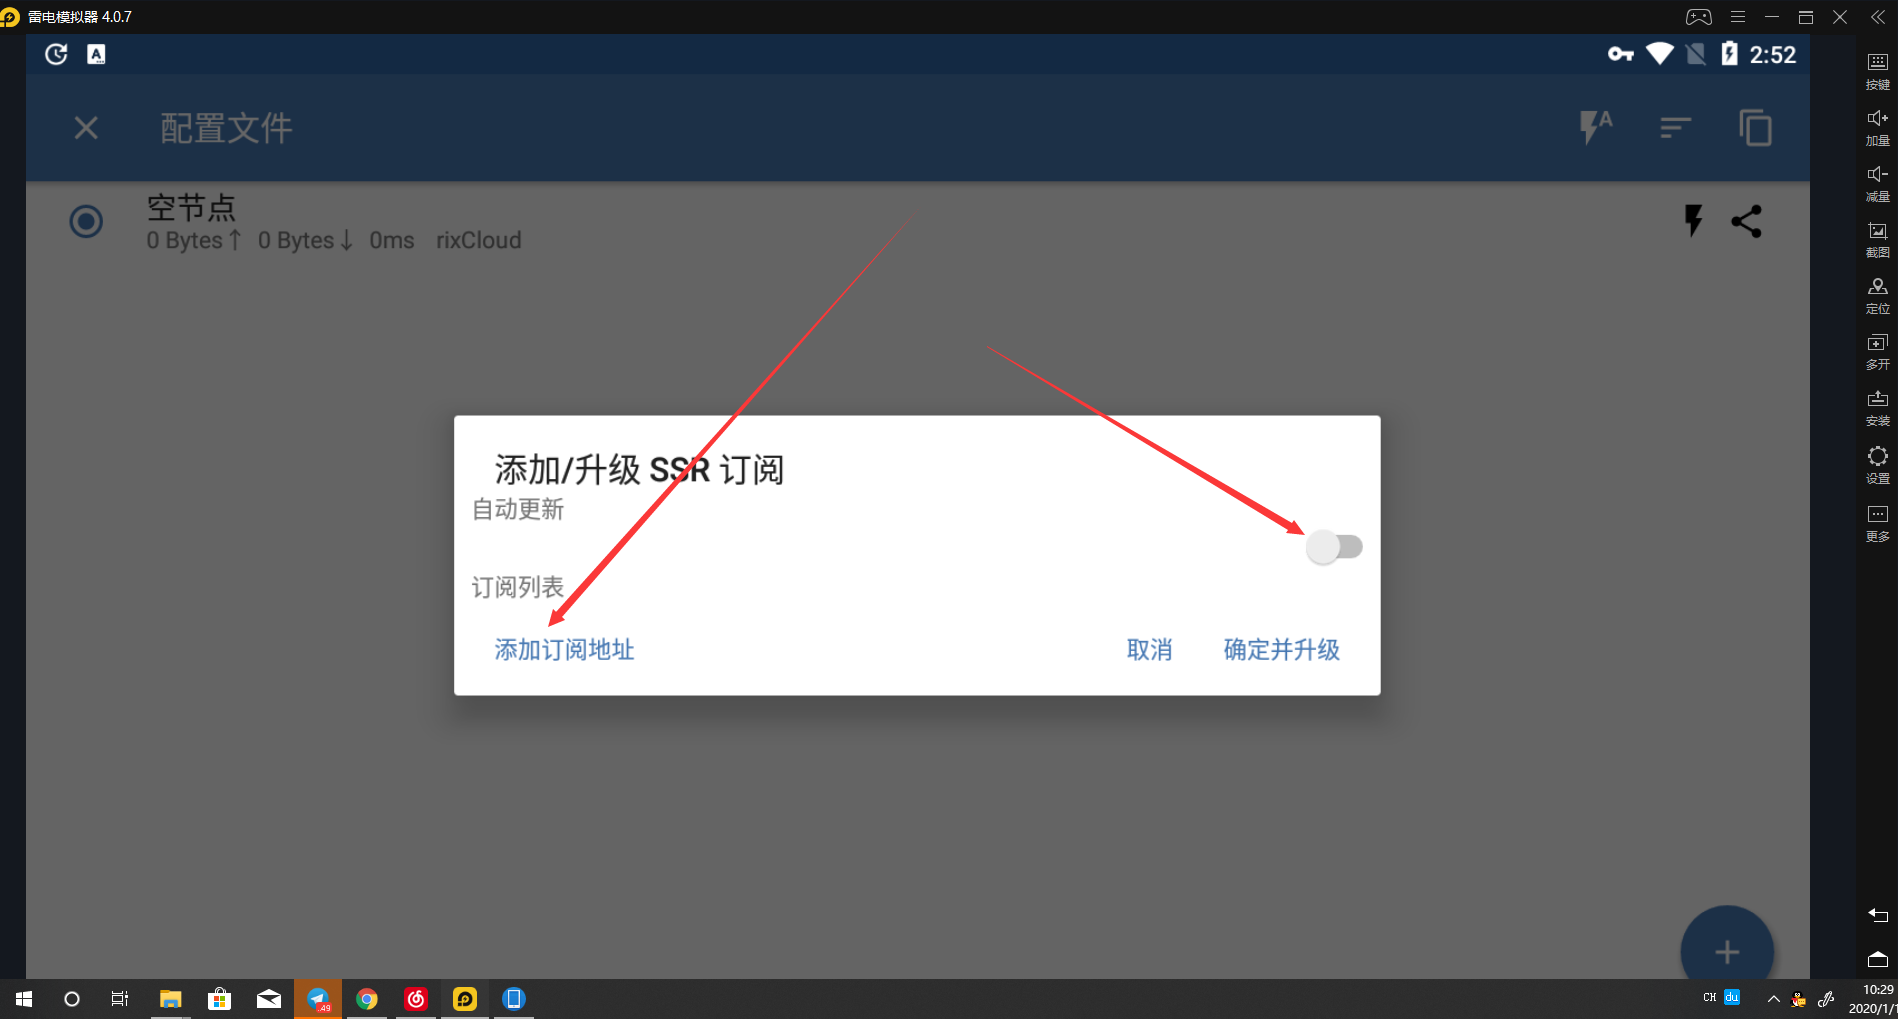 雷电模拟器 4.0.7
A
2:52
配置文件
A
空节点
0 Bytes↑ 0 Bytes↓ 0ms rixCloud
添加/升级 SSR 订阅
自动更新
订阅列表
添加订阅地址
取消
确定并升级
按键
加量
减量
截图
定位
多开
安装
设置
更多
49
CH
du
10:29
2020/1/1